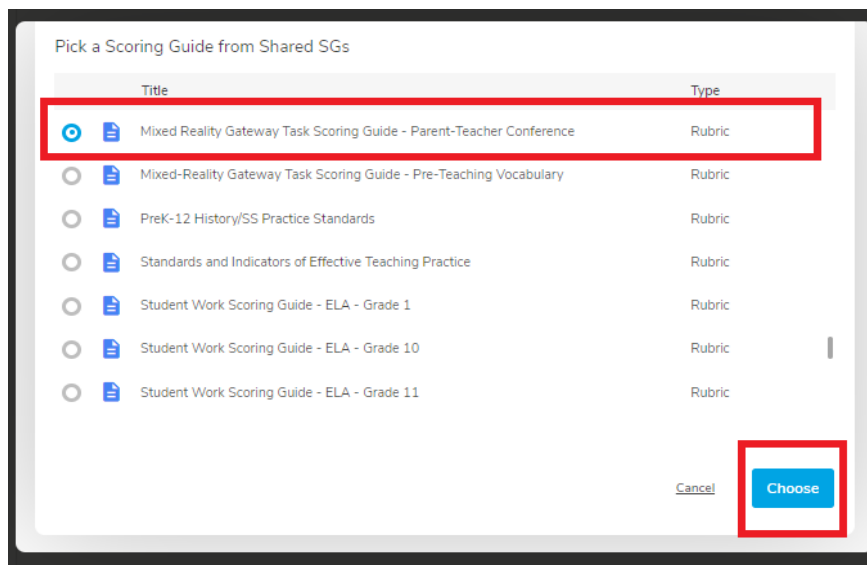 Pick a Scoring Guide from Shared SGs
Title Type
Mixed Reality Gateway Task Scoring Guide - Parent-Teacher Conference Rubric
Mixed-Reality Gateway Task Scoring Guide - Pre-Teaching Vocabulary Rubric
PreK-12 History/SS Practice Standards Rubric
Standards and Indicators of Effective Teaching Practice Rubric
Student Work Scoring Guide - ELA - Grade 1 Rubric
Student Work Scoring Guide - ELA - Grade 10 Rubric
Student Work Scoring Guide - ELA - Grade 11 Rubric
Cancel Choose